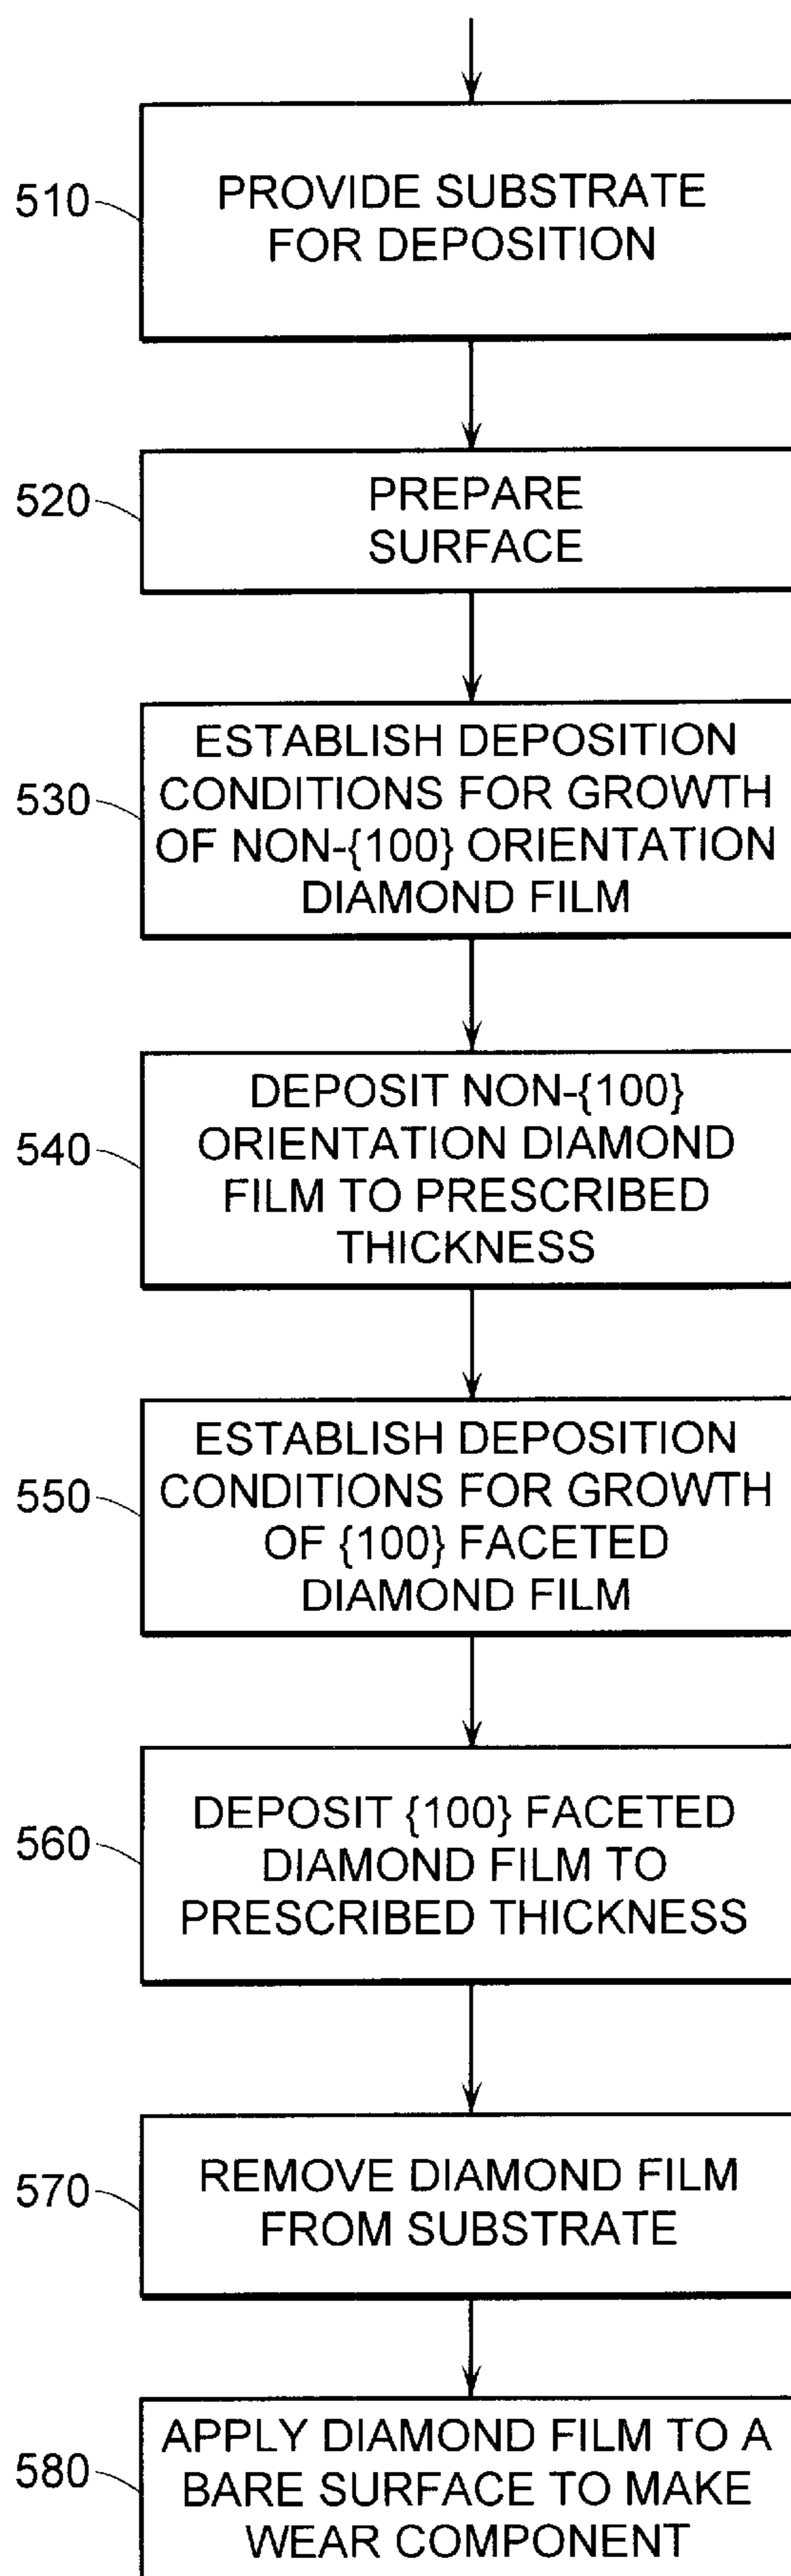 510
PROVIDE SUBSTRATE
FOR DEPOSITION
520
PREPARE
SURFACE
530
ESTABLISH DEPOSITION
CONDITIONS FOR GROWTH
OF NON-{100} ORIENTATION
DIAMOND FILM
540
DEPOSIT NON-{100}
ORIENTATION DIAMOND
FILM TO PRESCRIBED
THICKNESS
550
ESTABLISH DEPOSITION
CONDITIONS FOR GROWTH
OF {100} FACETED
DIAMOND FILM
560
DEPOSIT {100} FACETED
DIAMOND FILM TO
PRESCRIBED THICKNESS
570
REMOVE DIAMOND FILM
FROM SUBSTRATE
580
APPLY DIAMOND FILM TO A
BARE SURFACE TO MAKE
WEAR COMPONENT